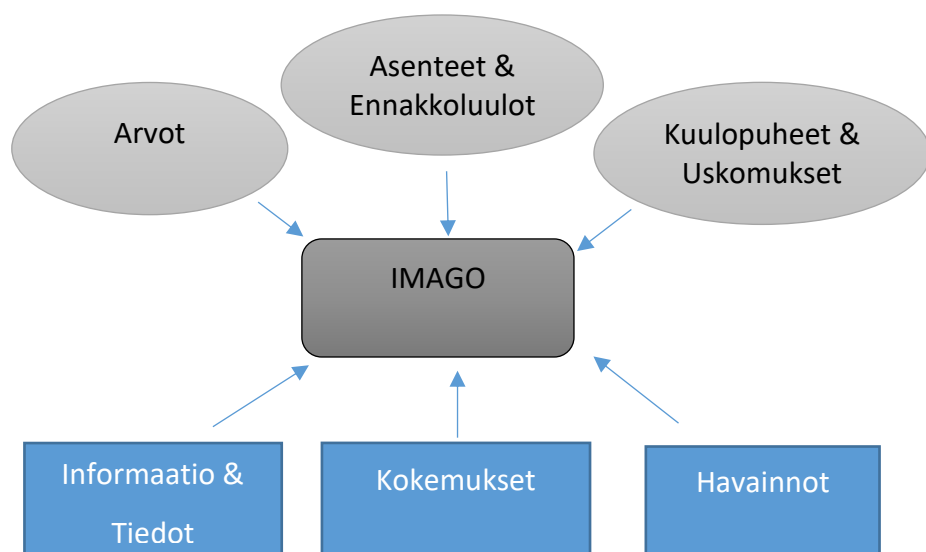 Arvot
Asenteet &
Ennakkoluulot
Kuulopuheet &
Uskomukset
IMAGO
Informaatio &
Tiedot
Kokemukset
Havainnot